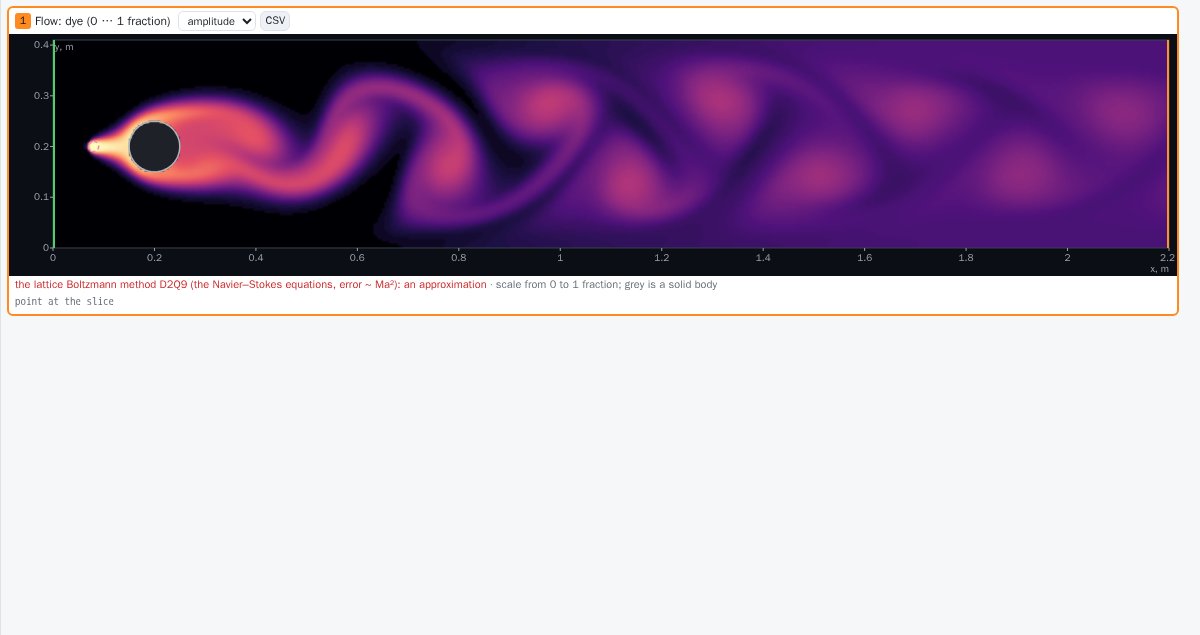 1 Flow: dye (0 ⋯ 1 fraction) amplitude CSV
y, m
0.4
0.3
0.2
0.1
0
0 0.2 0.4 0.6 0.8 1 1.2 1.4 1.6 1.8 2 2.2
x, m
the lattice Boltzmann method D2Q9 (the Navier–Stokes equations, error ~ Ma²): an approximation · scale from 0 to 1 fraction; grey is a solid body
point at the slice